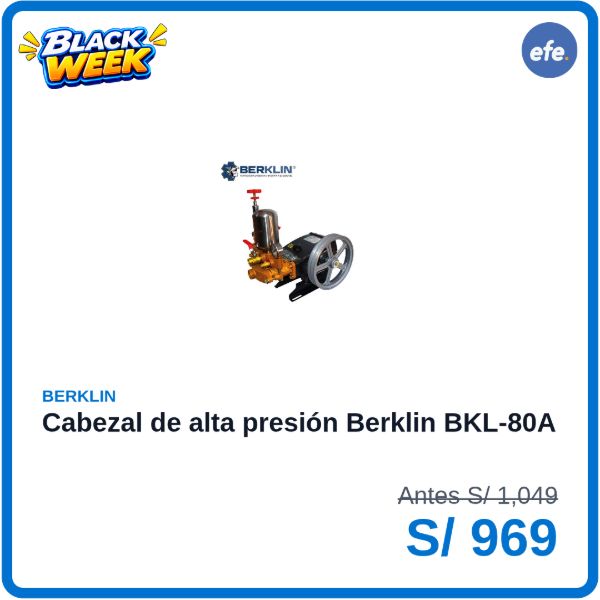 BLACK
WEEK
efe.
BERKLIN®
BERKLIN
Cabezal de alta presión Berklin BKL-80A
Antes S/ 1,049
S/ 969